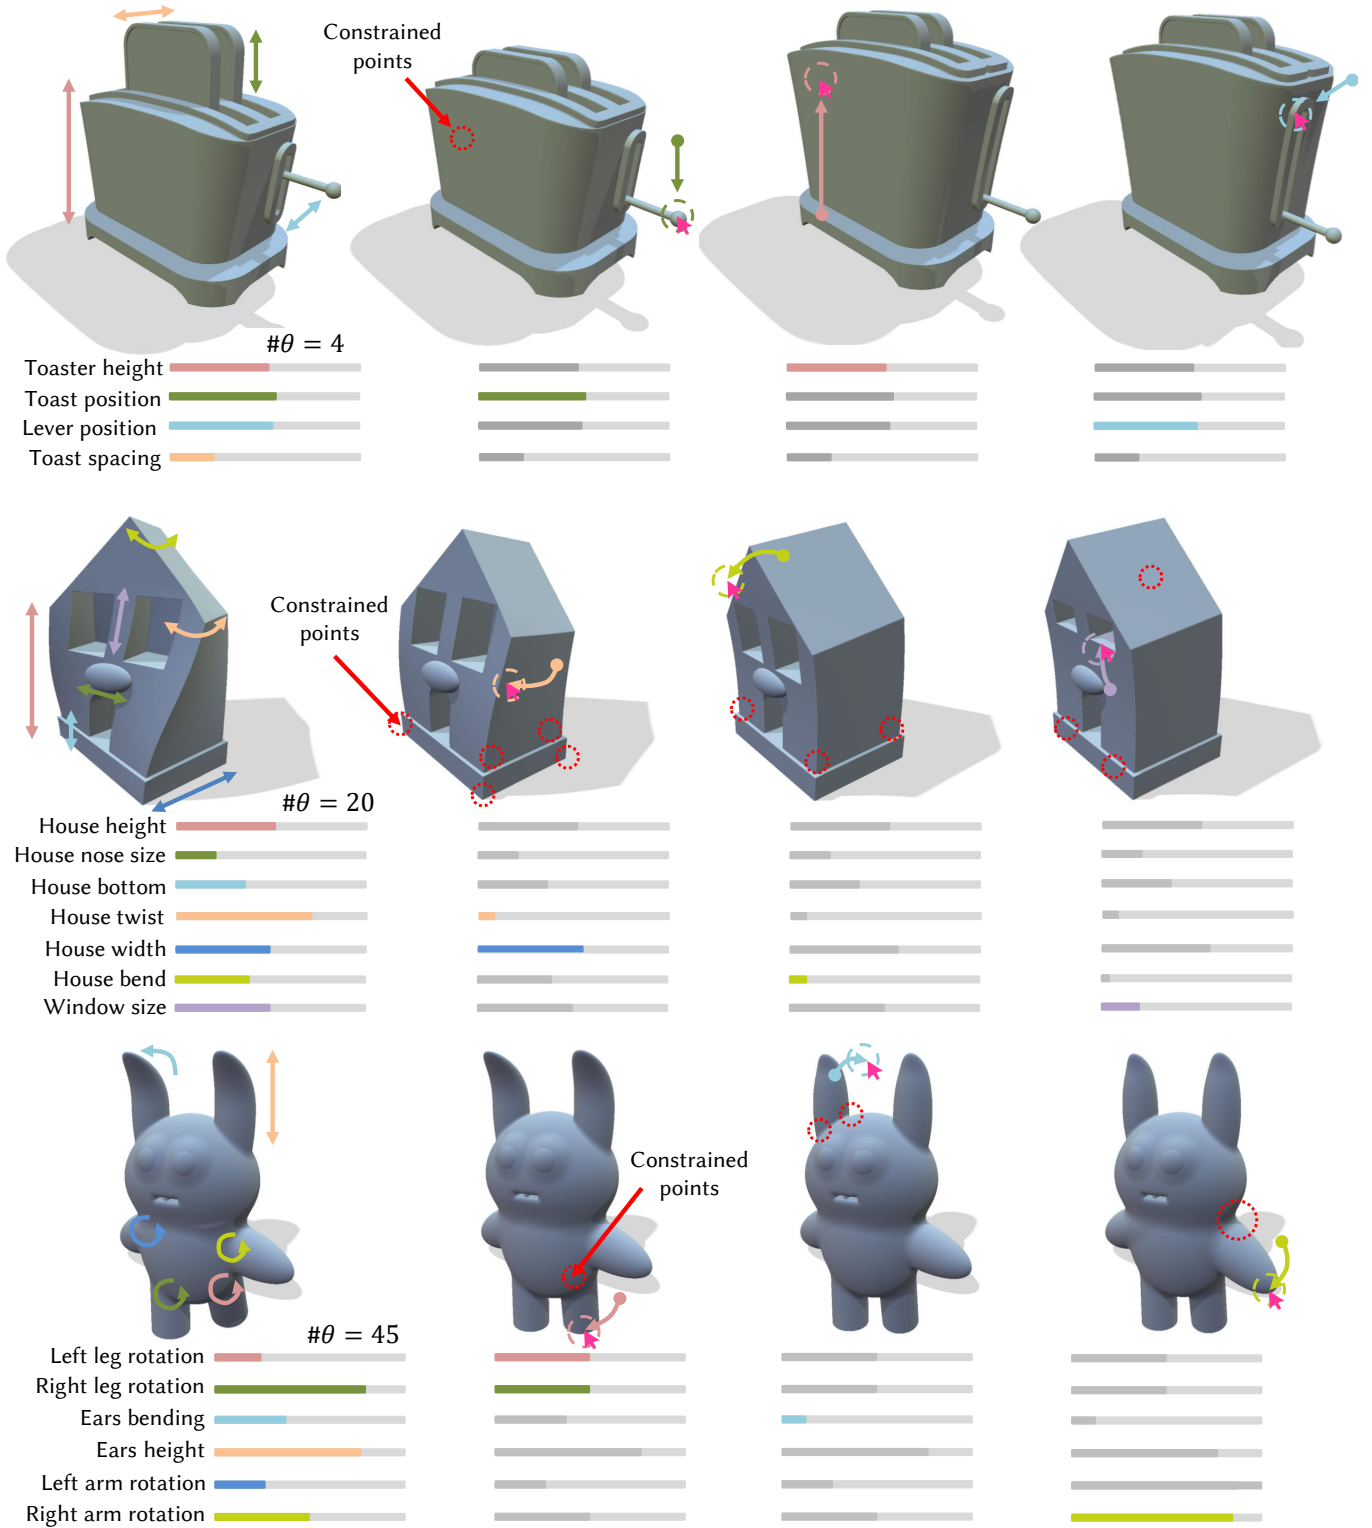 Constrained
points
#θ = 4
Toaster height
Toast position
Lever position
Toast spacing
Constrained
points
#θ = 20
House height
House nose size
House bottom
House twist
House width
House bend
Window size
Constrained
points
#θ = 45
Left leg rotation
Right leg rotation
Ears bending
Ears height
Left arm rotation
Right arm rotation